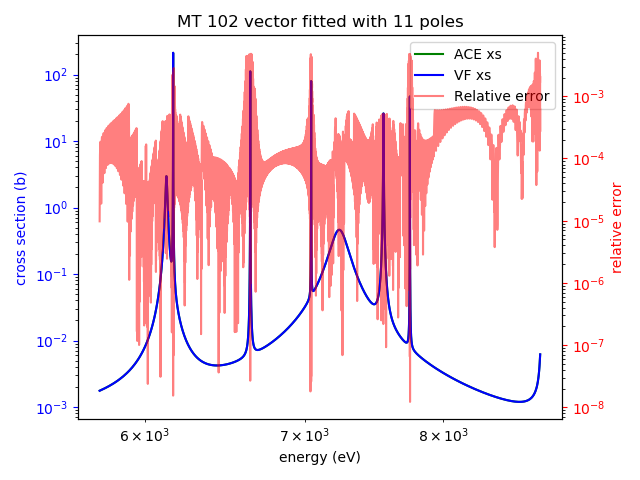 MT 102 vector fitted with 11 poles
ACE xs
VF xs
Relative error
10²
10¹
10⁰
10⁻¹
10⁻²
10⁻³
cross section (b)
10⁻³
10⁻⁴
10⁻⁵
10⁻⁶
10⁻⁷
10⁻⁸
relative error
6 × 10³ 7 × 10³ 8 × 10³
energy (eV)